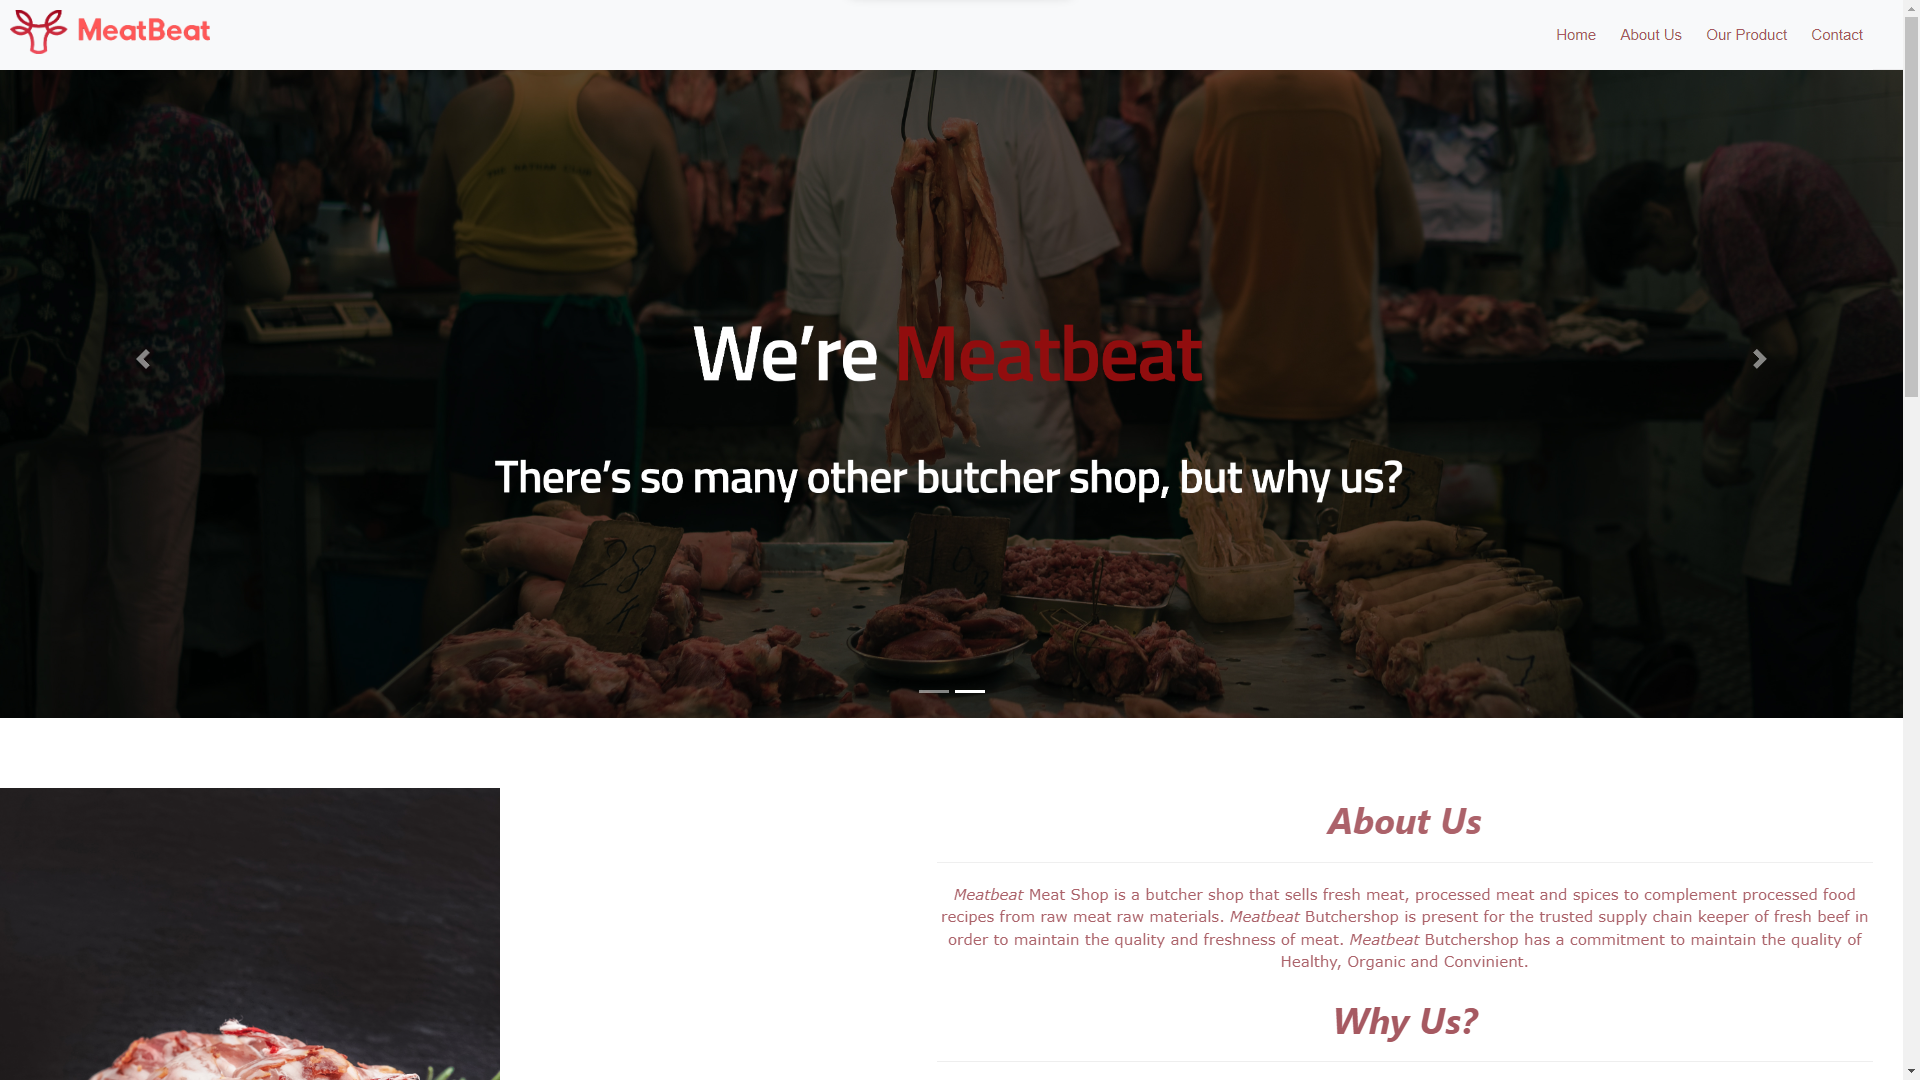 MeatBeat
Home About Us Our Product Contact
We're Meatbeat
There's so many other butcher shop, but why us?
28
7
About Us
Meatbeat Meat Shop is a butcher shop that sells fresh meat, processed meat and spices to complement processed food
recipes from raw meat raw materials. Meatbeat Butchershop is present for the trusted supply chain keeper of fresh beef in
order to maintain the quality and freshness of meat. Meatbeat Butchershop has a commitment to maintain the quality of
Healthy, Organic and Convinient.
Why Us?